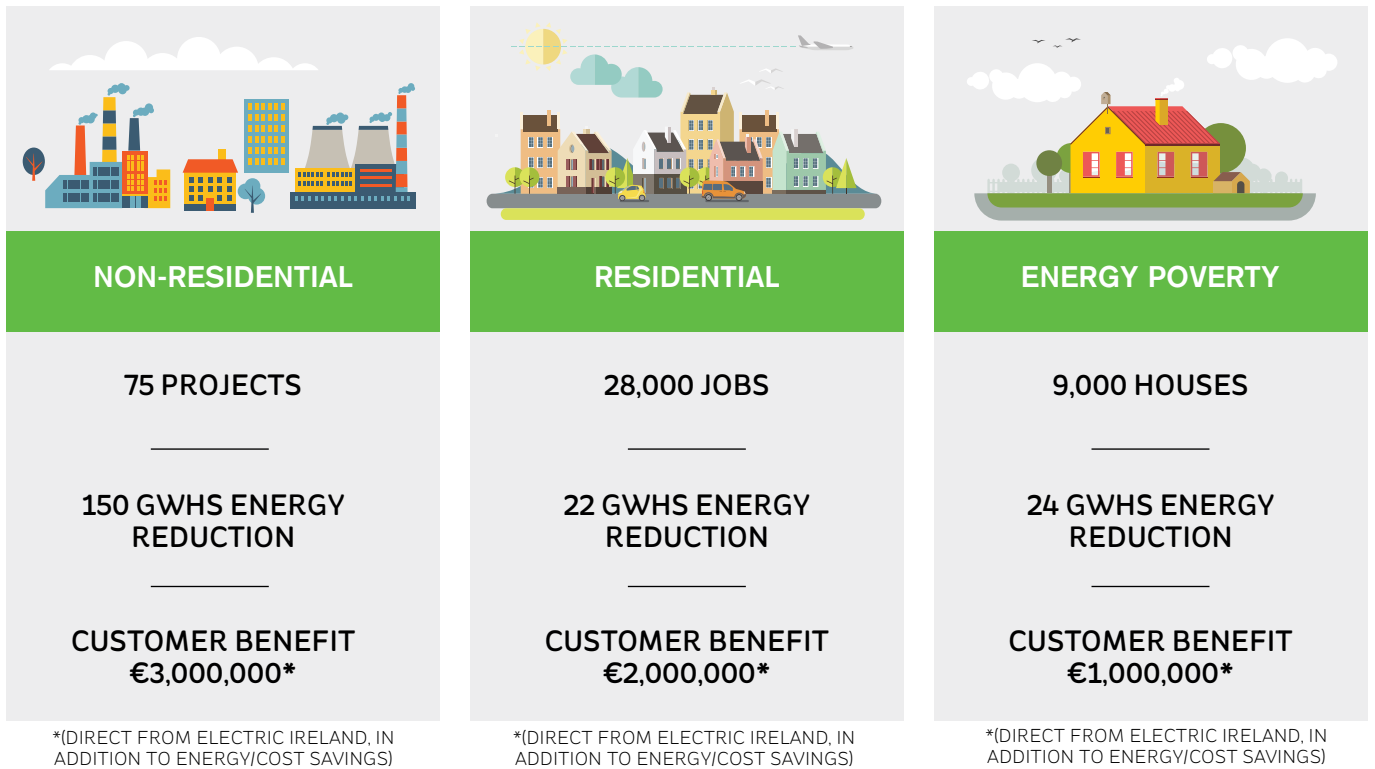 NON-RESIDENTIAL
75 PROJECTS
150 GWHS ENERGY
REDUCTION
CUSTOMER BENEFIT
€3,000,000*
*(DIRECT FROM ELECTRIC IRELAND, IN
ADDITION TO ENERGY/COST SAVINGS)
RESIDENTIAL
28,000 JOBS
22 GWHS ENERGY
REDUCTION
CUSTOMER BENEFIT
€2,000,000*
*(DIRECT FROM ELECTRIC IRELAND, IN
ADDITION TO ENERGY/COST SAVINGS)
ENERGY POVERTY
9,000 HOUSES
24 GWHS ENERGY
REDUCTION
CUSTOMER BENEFIT
€1,000,000*
*(DIRECT FROM ELECTRIC IRELAND, IN
ADDITION TO ENERGY/COST SAVINGS)